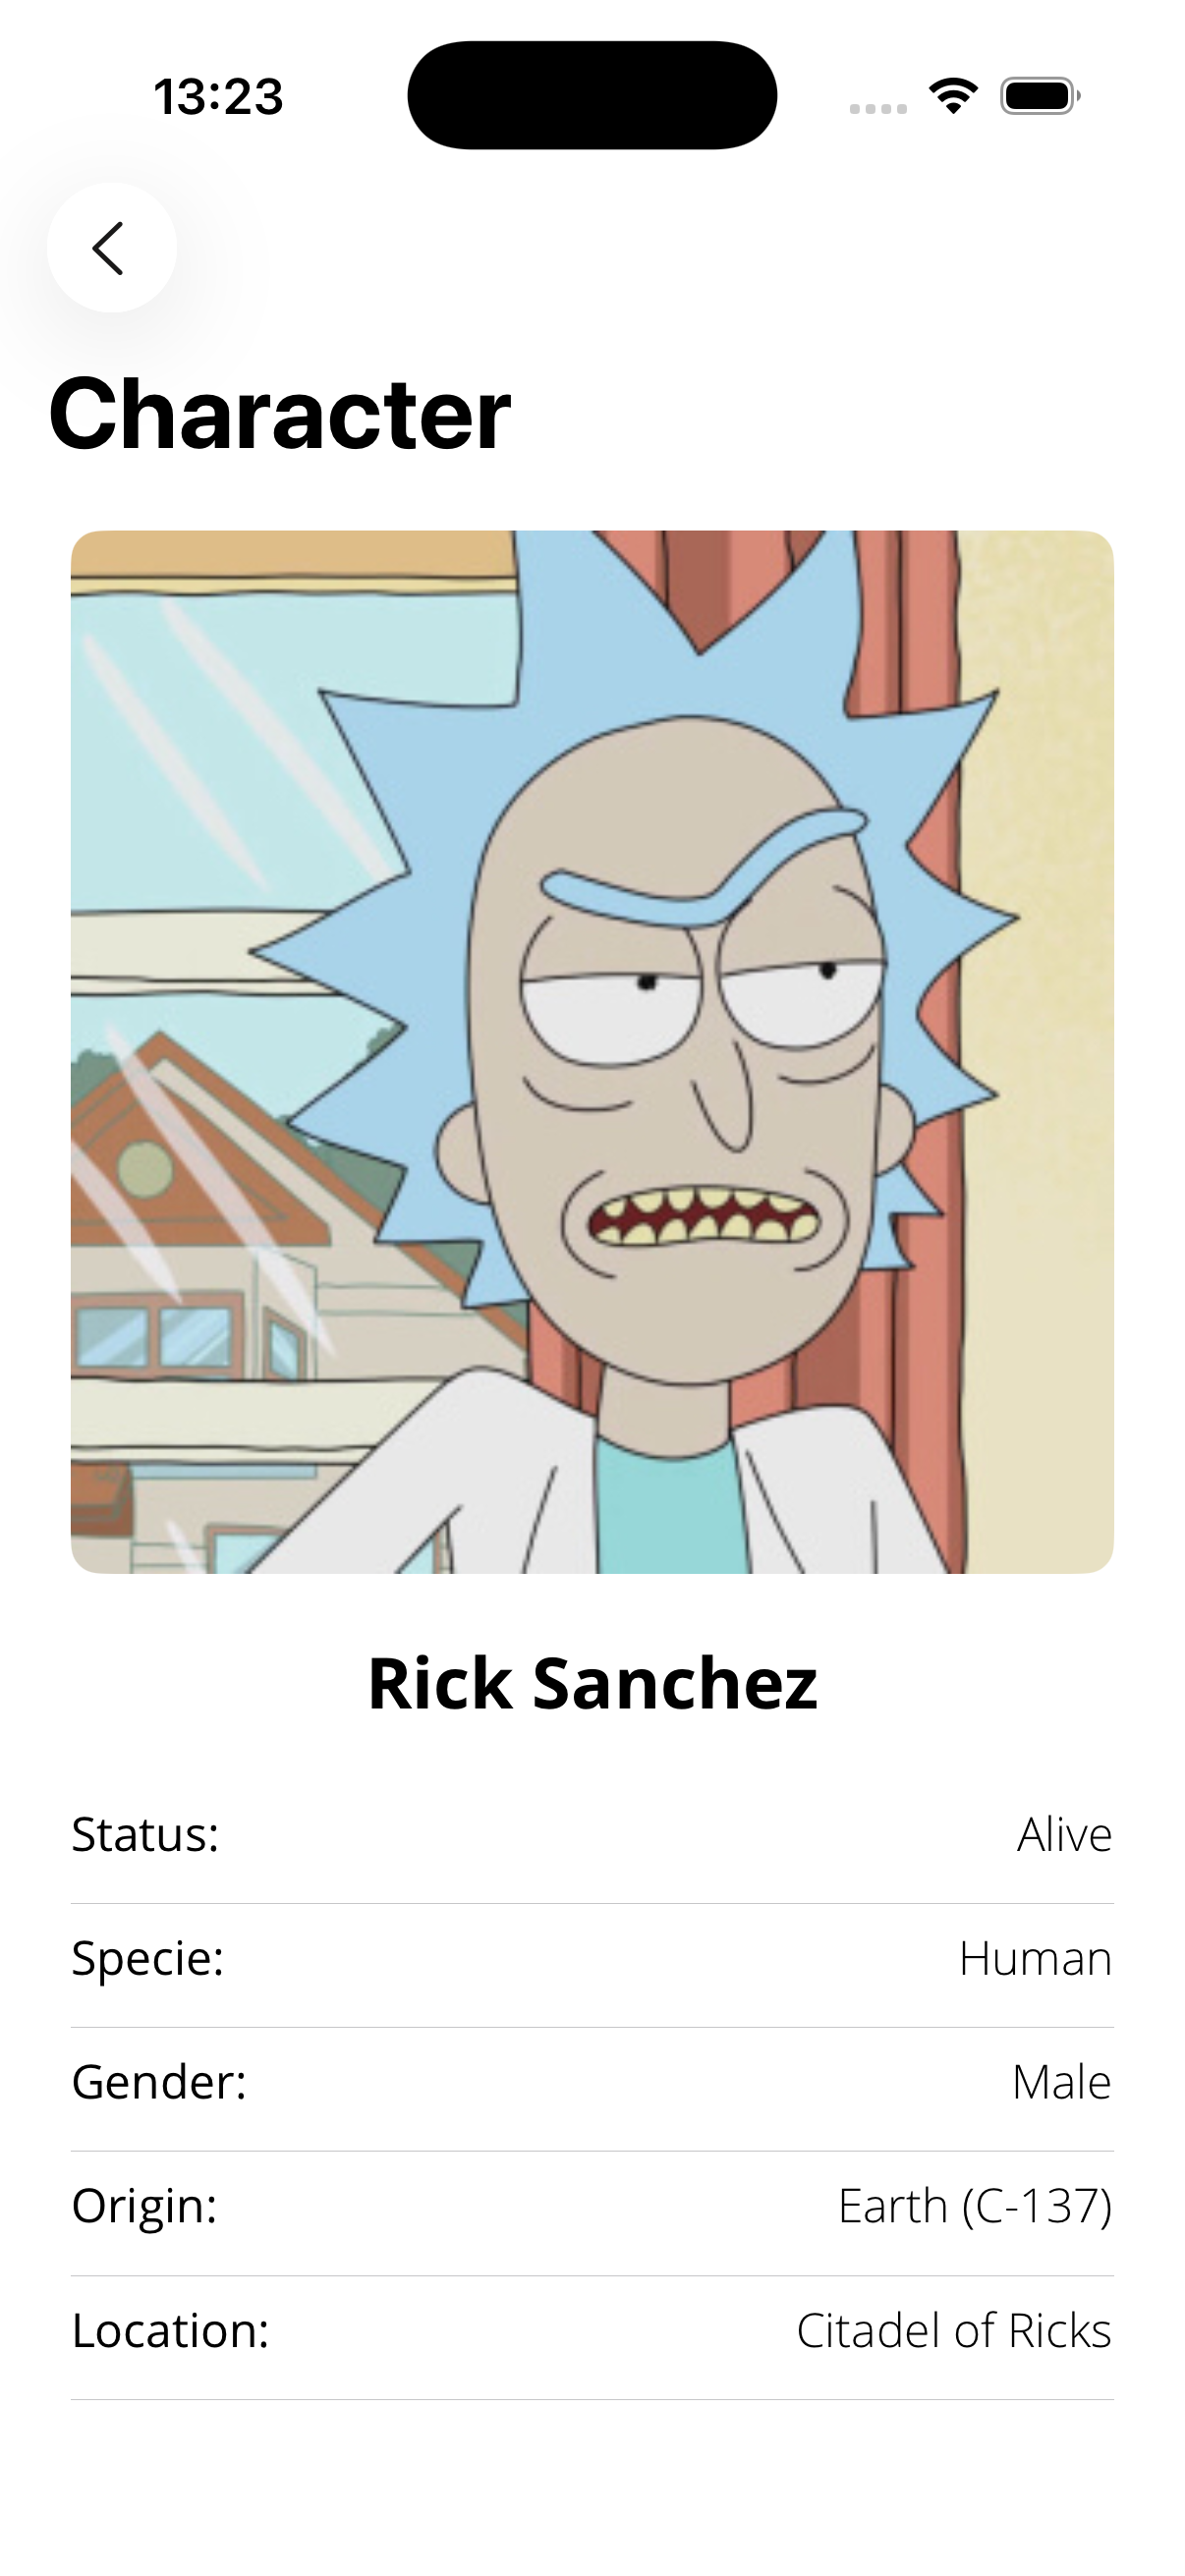 13:23
Character
Rick Sanchez
Status: Alive
Specie: Human
Gender: Male
Origin: Earth (C-137)
Location: Citadel of Ricks